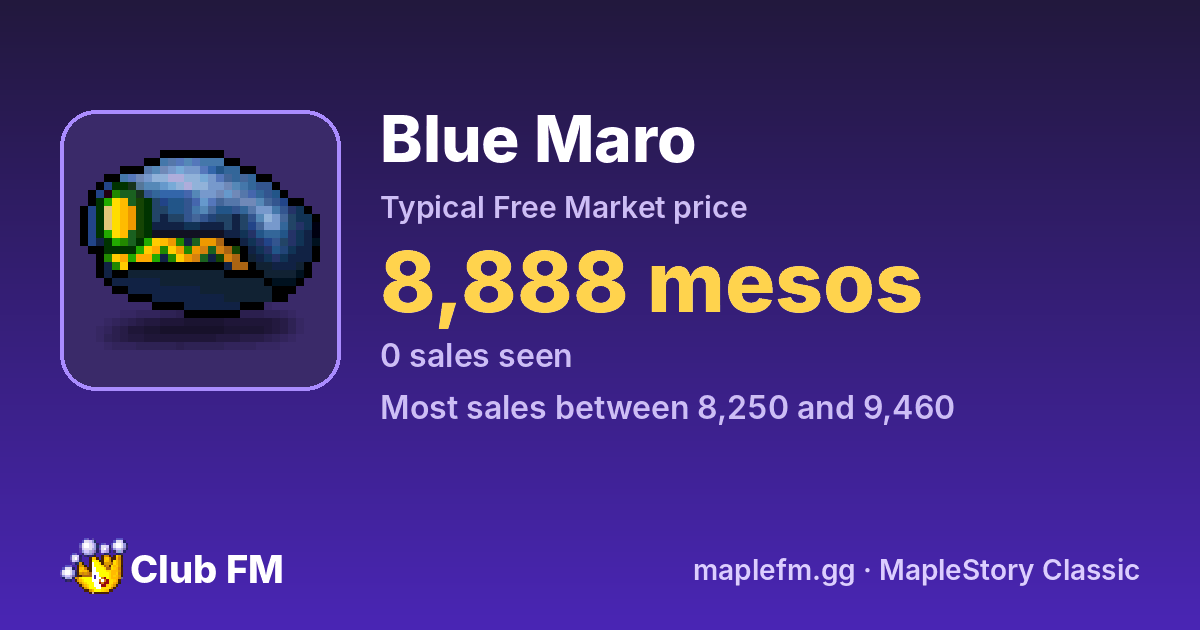 Blue Maro
Typical Free Market price
8,888 mesos
0 sales seen
Most sales between 8,250 and 9,460
Club FM
maplefm.gg · MapleStory Classic